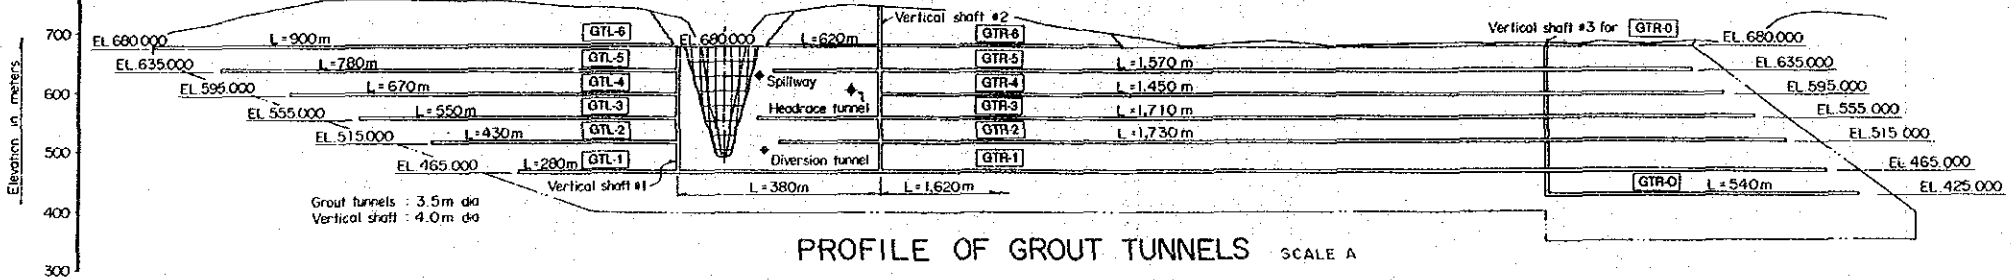 Elevation in meters
700
600
500
400
300
EL 680.000
L=900m
GTL-6
EL 680.000
L=620m
Vertical shaft #2
GTR-6
Vertical shaft #3 for GTR-0
EL.680.000
EL.635.000
L=780m
GTL-5
GTR-5
L=1,570 m
EL.635.000
Spillway
EL.595.000
L=670m
GTL-4
GTR-4
L=1.450 m
EL.595.000
Headrace tunnel
EL 555.000
L=550m
GTL-3
GTR-3
L=1,710 m
EL.555.000
EL.515.000
L=430m
GTL-2
GTR-2
L=1,730 m
EL.515 000
Diversion tunnel
EL.465.000
L=280m
GTL-1
GTR-1
EL 465.000
Vertical shaft #1
L=380m
L=1,620m
GTR-0
L=540m
EL 425.000
Grout tunnels : 3.5m dia
Vertical shaft : 4.0m dia
PROFILE OF GROUT TUNNELS SCALE A